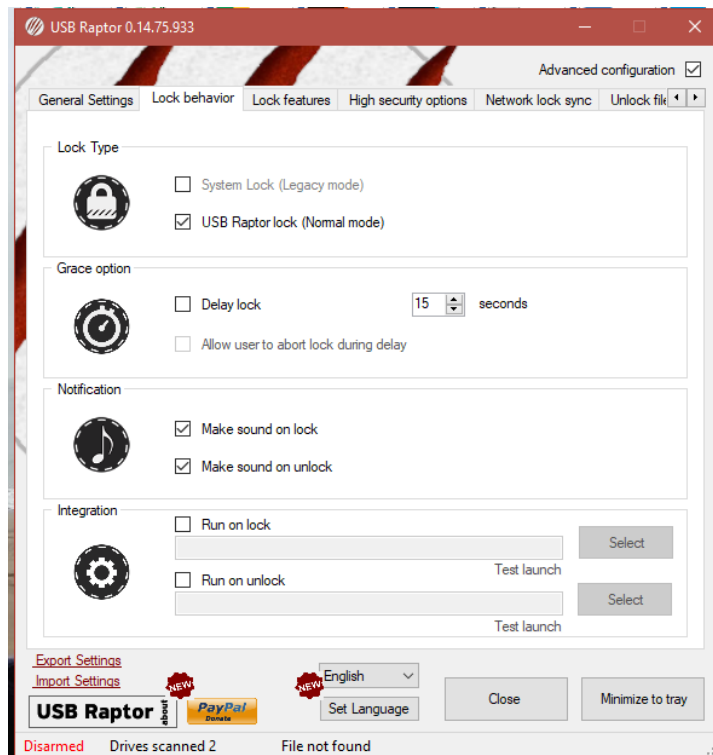 USB Raptor 0.14.75.933
Advanced configuration
General Settings Lock behavior Lock features High security options Network lock sync Unlock file
Lock Type
System Lock (Legacy mode)
USB Raptor lock (Normal mode)
Grace option
Delay lock 15 seconds
Allow user to abort lock during delay
Notification
Make sound on lock
Make sound on unlock
Integration
Run on lock
Select
Test launch
Run on unlock
Select
Test launch
Export Settings
Import Settings
NEW
NEW
English
USB Raptor about
PayPal
Donate
Set Language
Close
Minimize to tray
Disarmed Drives scanned 2 File not found